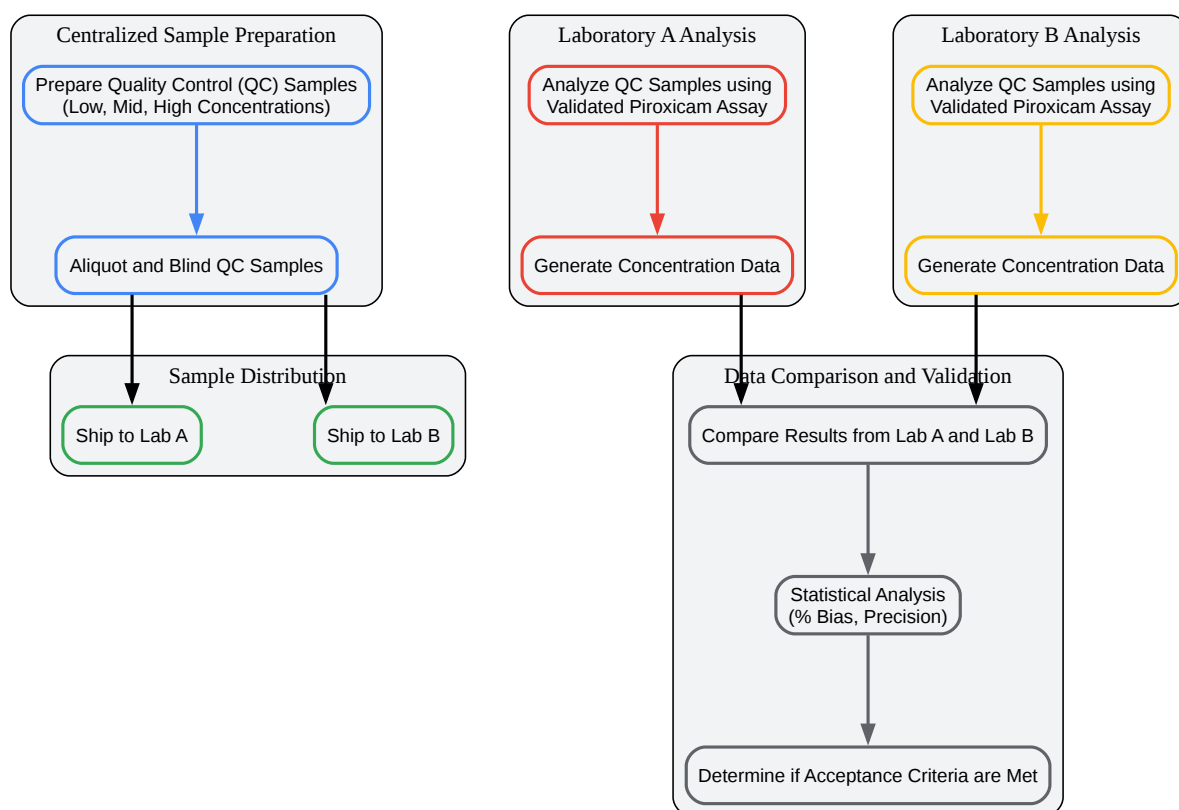 Centralized Sample Preparation
Prepare Quality Control (QC) Samples
(Low, Mid, High Concentrations)
Aliquot and Blind QC Samples
Laboratory A Analysis
Analyze QC Samples using
Validated Piroxicam Assay
Generate Concentration Data
Laboratory B Analysis
Analyze QC Samples using
Validated Piroxicam Assay
Generate Concentration Data
Sample Distribution
Ship to Lab A
Ship to Lab B
Data Comparison and Validation
Compare Results from Lab A and Lab B
Statistical Analysis
(% Bias, Precision)
Determine if Acceptance Criteria are Met